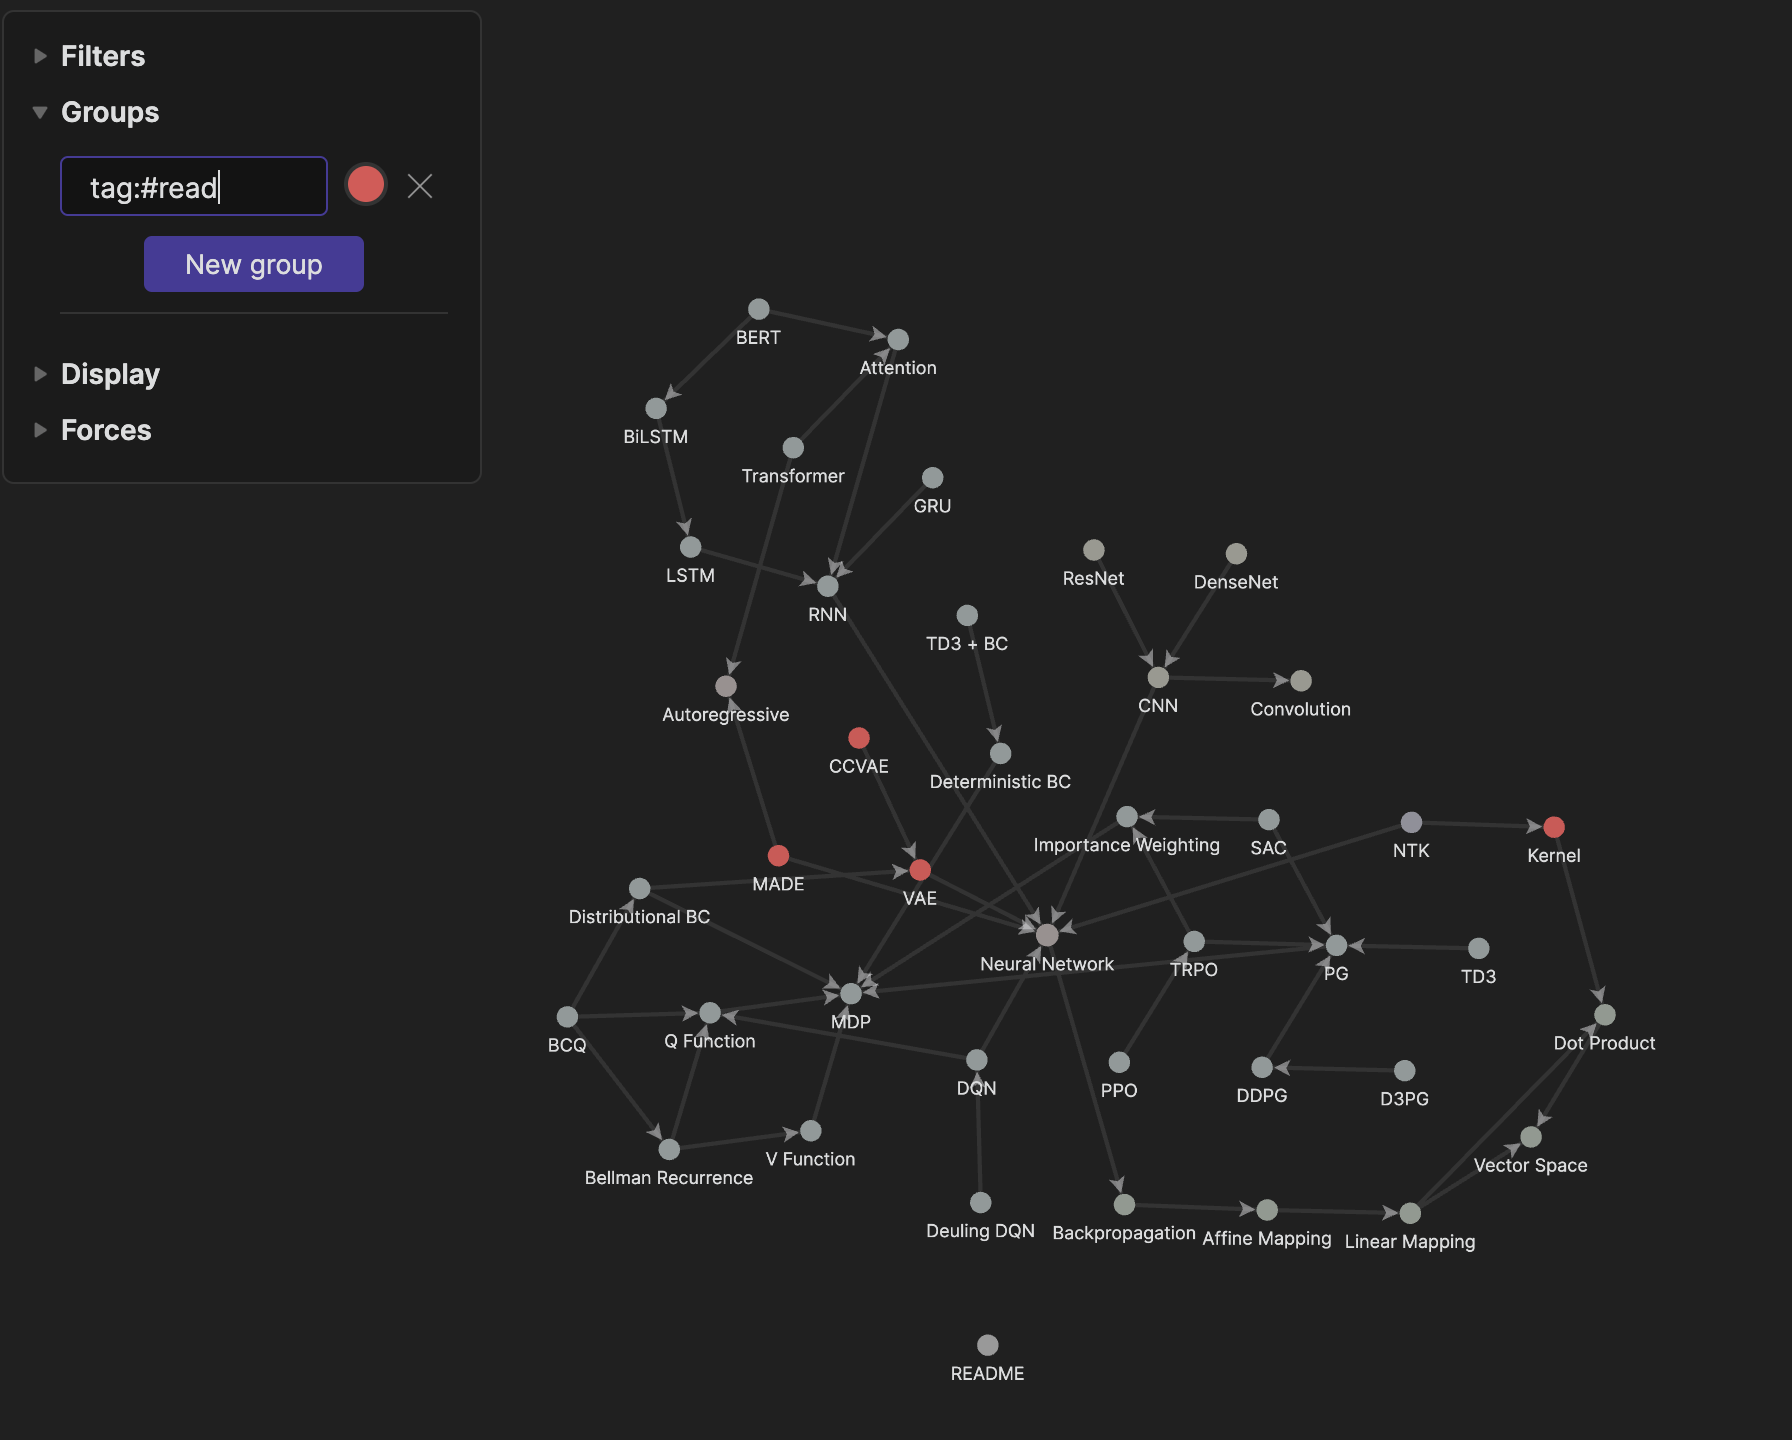 Filters
Groups
tag:#read
New group
Display
Forces
BERT
Attention
BiLSTM
Transformer
GRU
LSTM
RNN
ResNet
DenseNet
TD3 + BC
CNN
Convolution
Autoregressive
CCVAE
Deterministic BC
Importance Weighting
SAC
NTK
Kernel
MADE
VAE
Distributional BC
Neural Network
TRPO
PG
TD3
MDP
Q Function
BCQ
Dot Product
DQN
PPO
DDPG
D3PG
V Function
Vector Space
Bellman Recurrence
Deuling DQN
Backpropagation
Affine Mapping
Linear Mapping
README